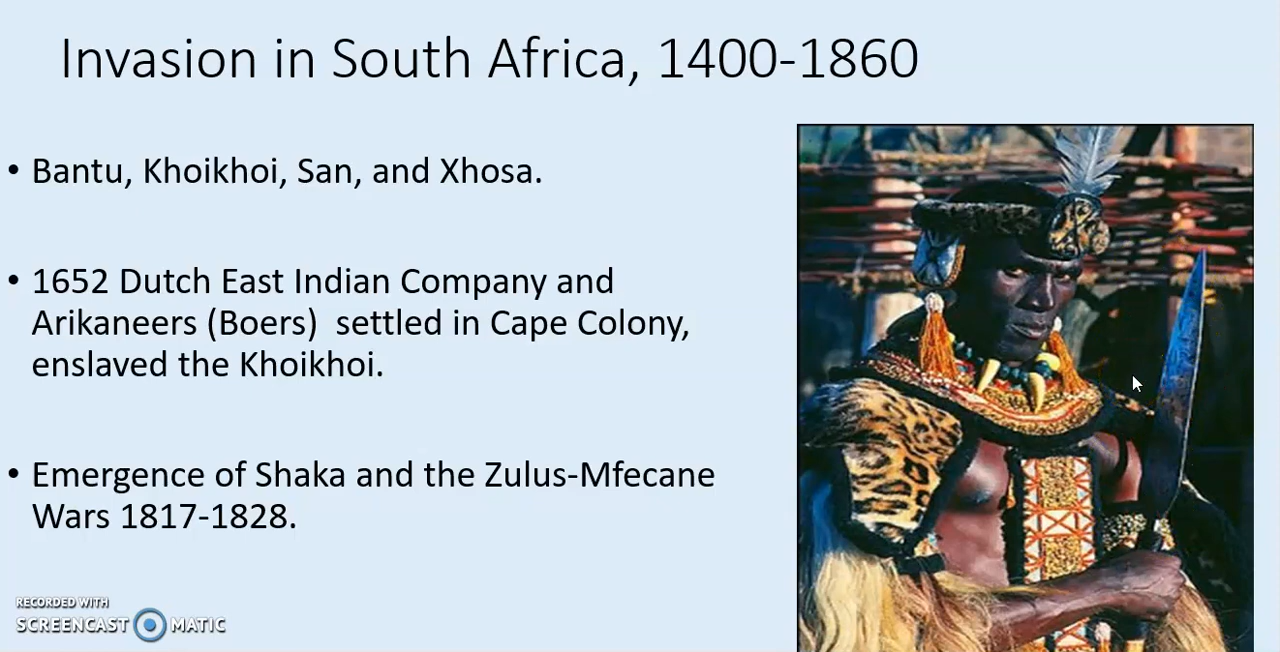 Invasion in South Africa, 1400-1860
• Bantu, Khoikhoi, San, and Xhosa.
• 1652 Dutch East Indian Company and
Arikaneers (Boers)  settled in Cape Colony,
enslaved the Khoikhoi.
• Emergence of Shaka and the Zulus-Mfecane
Wars 1817-1828.
RECORDED WITH
SCREENCAST MATIC